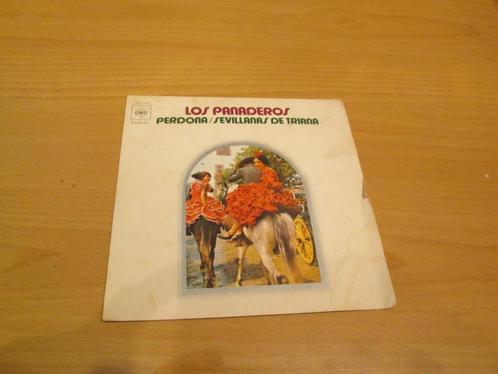 LOS PANADEROS
PERDONA/SEVILLANAS DE TRIANA